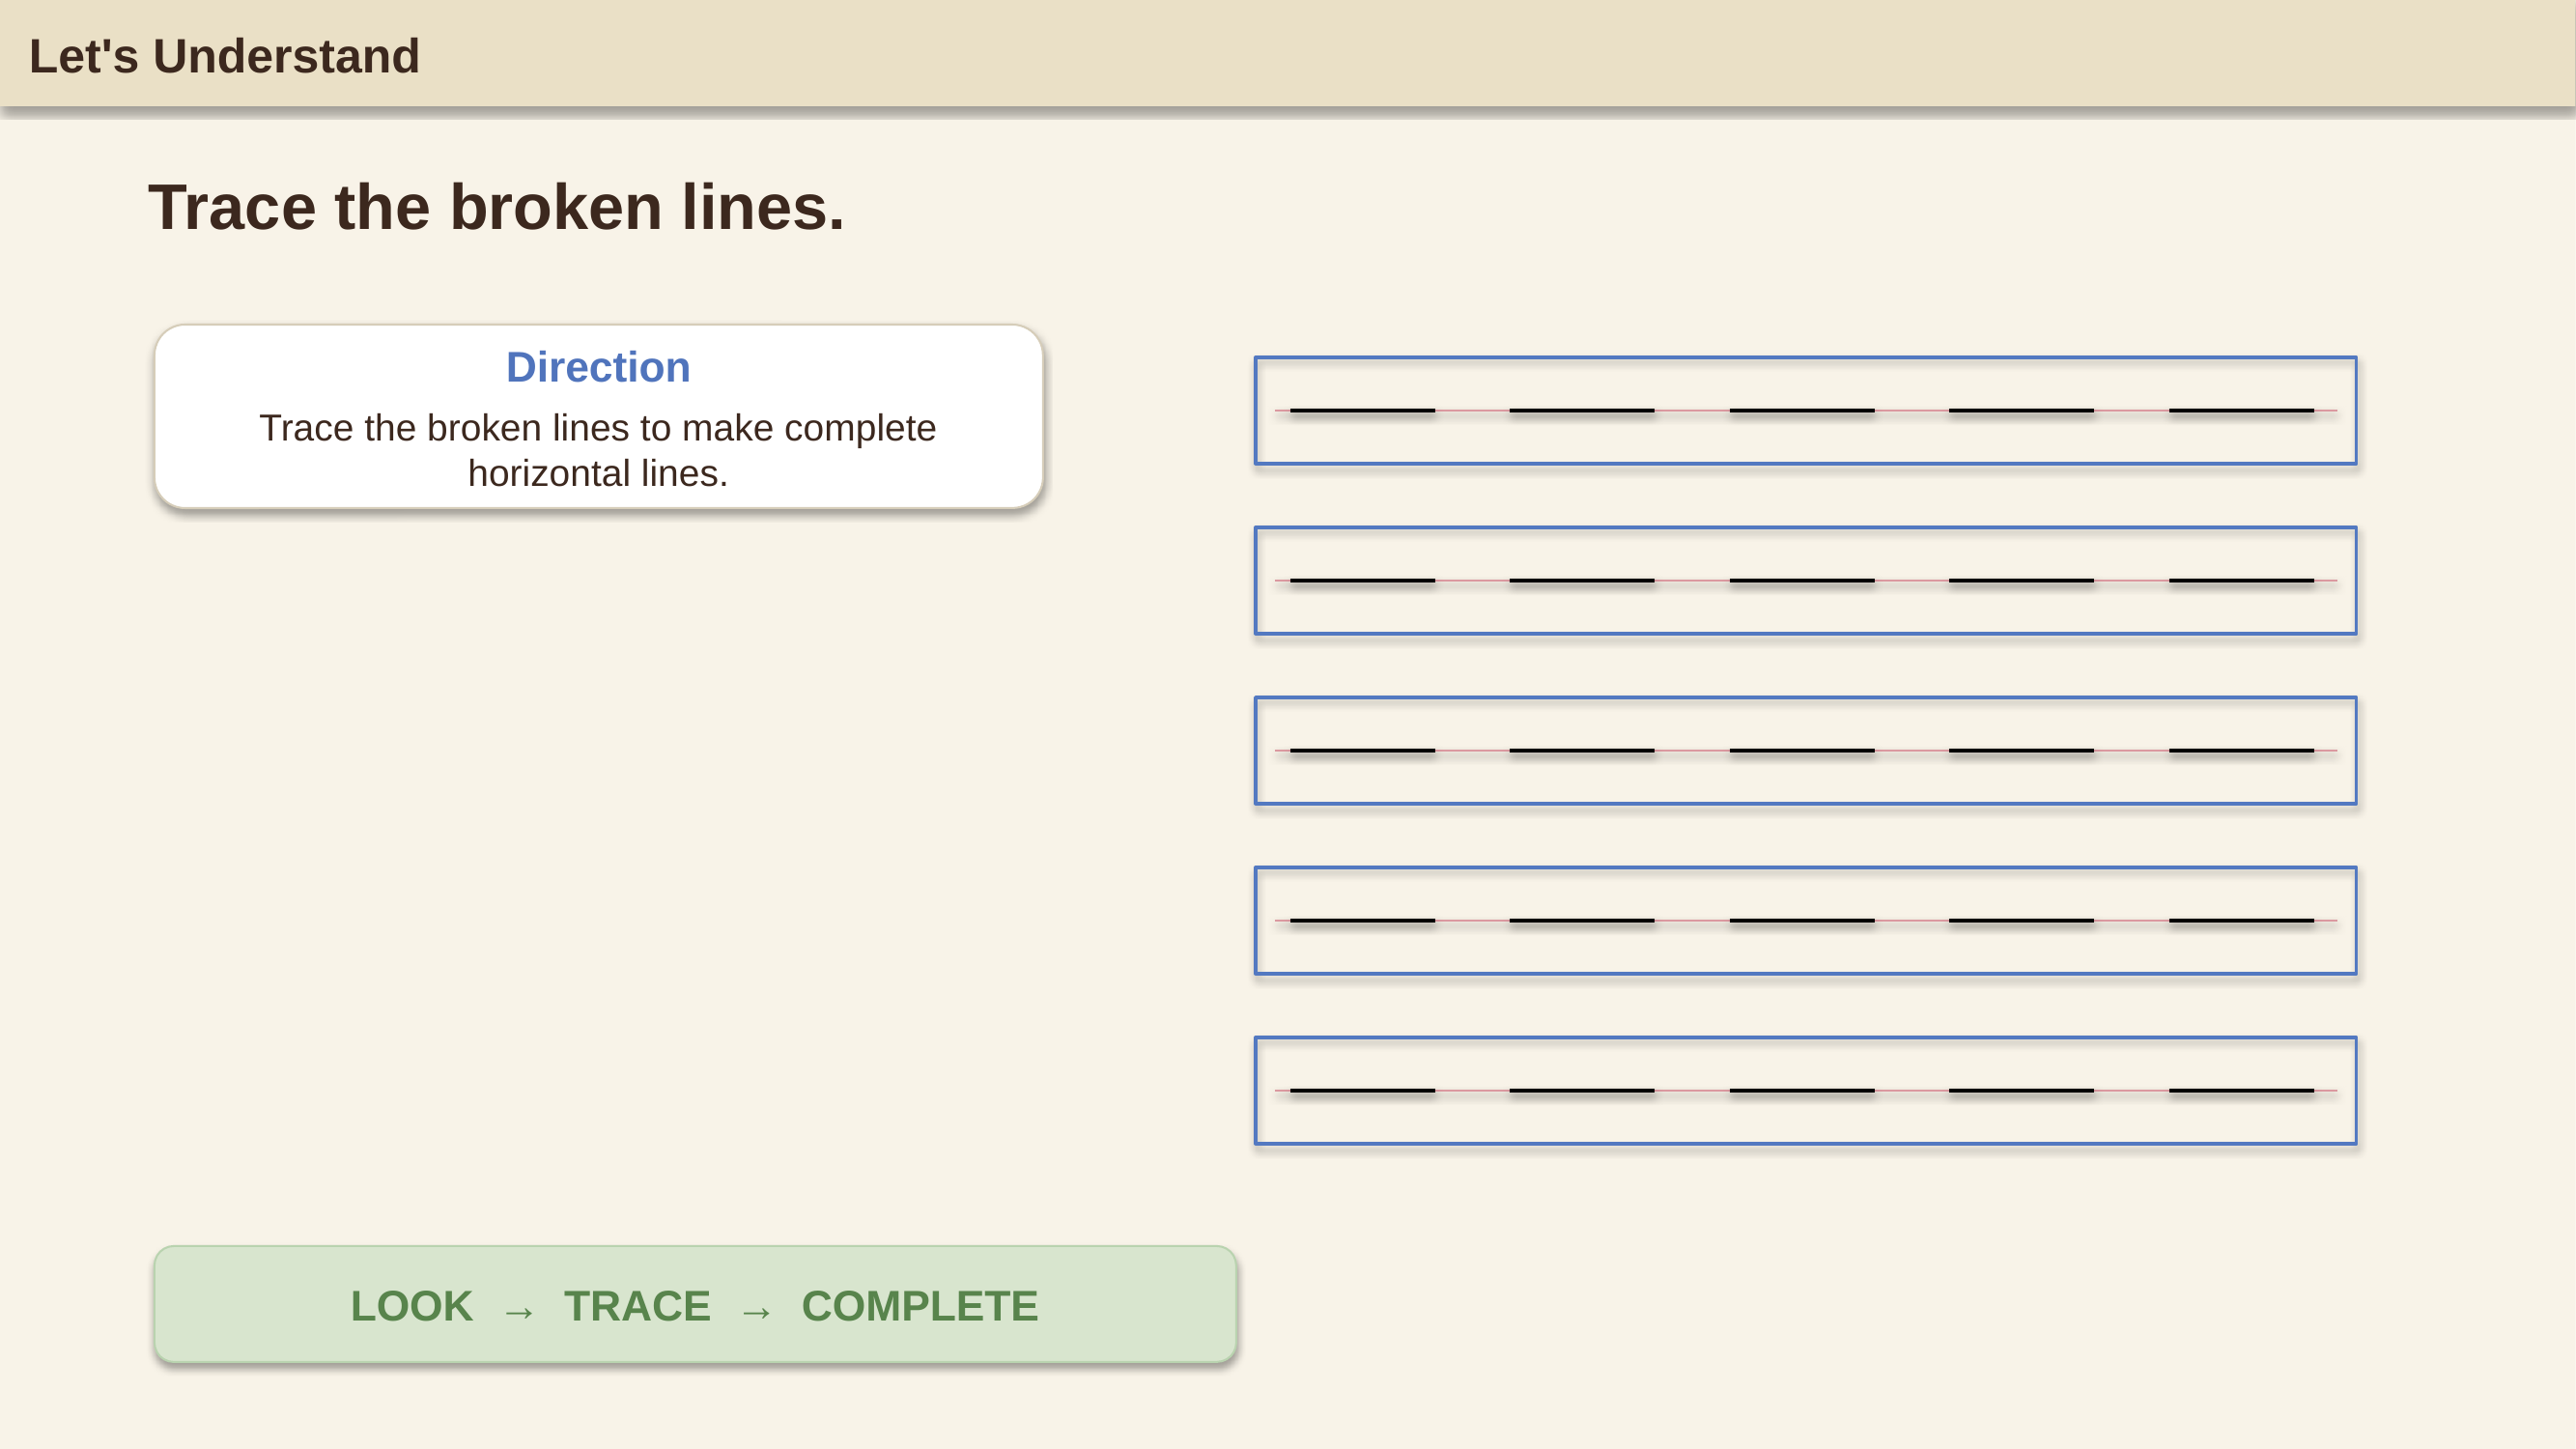 Let's Understand
Trace the broken lines.
Direction
Trace the broken lines to make complete
horizontal lines.
LOOK → TRACE → COMPLETE